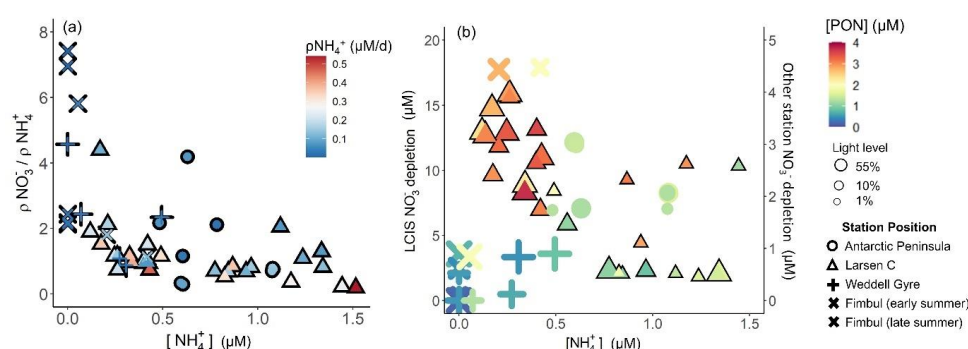 (a)
ρNH₄⁺ (μM/d)
0.5
0.4
0.3
0.2
0.1
ρ NO₃⁻ / ρ NH₄⁺
8
6
4
2
0
0.0
0.5
1.0
1.5
[ NH₄⁺ ] (μM)
(b)
LCIS NO₃⁻ depletion (μM)
20
15
10
5
0
0.0
0.5
1.0
1.5
[NH₄⁺] (μM)
5
4
3
2
1
0
Other station NO₃⁻ depletion (μM)
[PON] (μM)
4
3
2
1
0
Light level
55%
10%
1%
Station Position
Antarctic Peninsula
Larsen C
Weddell Gyre
Fimbul (early summer)
Fimbul (late summer)